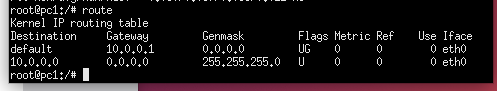 root@pc1:/# route
Kernel IP routing table
Destination Gateway Genmask Flags Metric Ref Use Iface
default 10.0.0.1 0.0.0.0 UG 0 0 0 eth0
10.0.0.0 0.0.0.0 255.255.255.0 U 0 0 0 eth0
root@pc1:/#